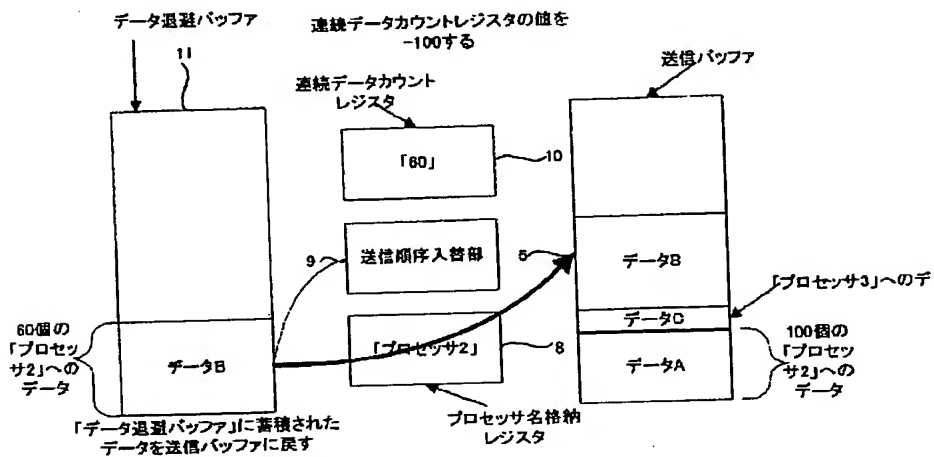 データ退避バッファ
11
連続データカウントレジスタの値を
-100する
連続データカウント
レジスタ
「60」
10
送信バッファ
9
送信順序入替部
5
データB
「プロセッサ3」へのデ
データC
60個の
「プロセッ
サ2」への
データ
データB
「プロセッサ2」
8
データA
100個の
「プロセッ
サ2」への
データ
「データ退避バッファ」に蓄積された
データを送信バッファに戻す
プロセッサ名格納
レジスタ